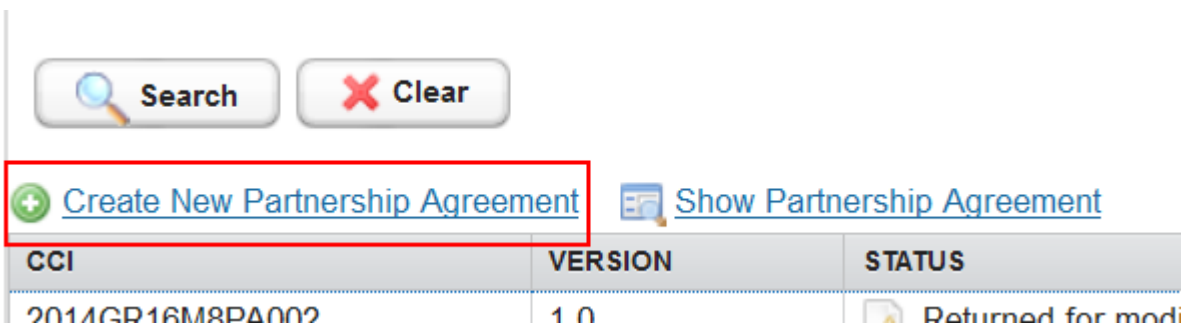 Search Clear
Create New Partnership Agreement Show Partnership Agreement
CCI VERSION STATUS
2014GR16M8PA002 1.0 Returned for modi